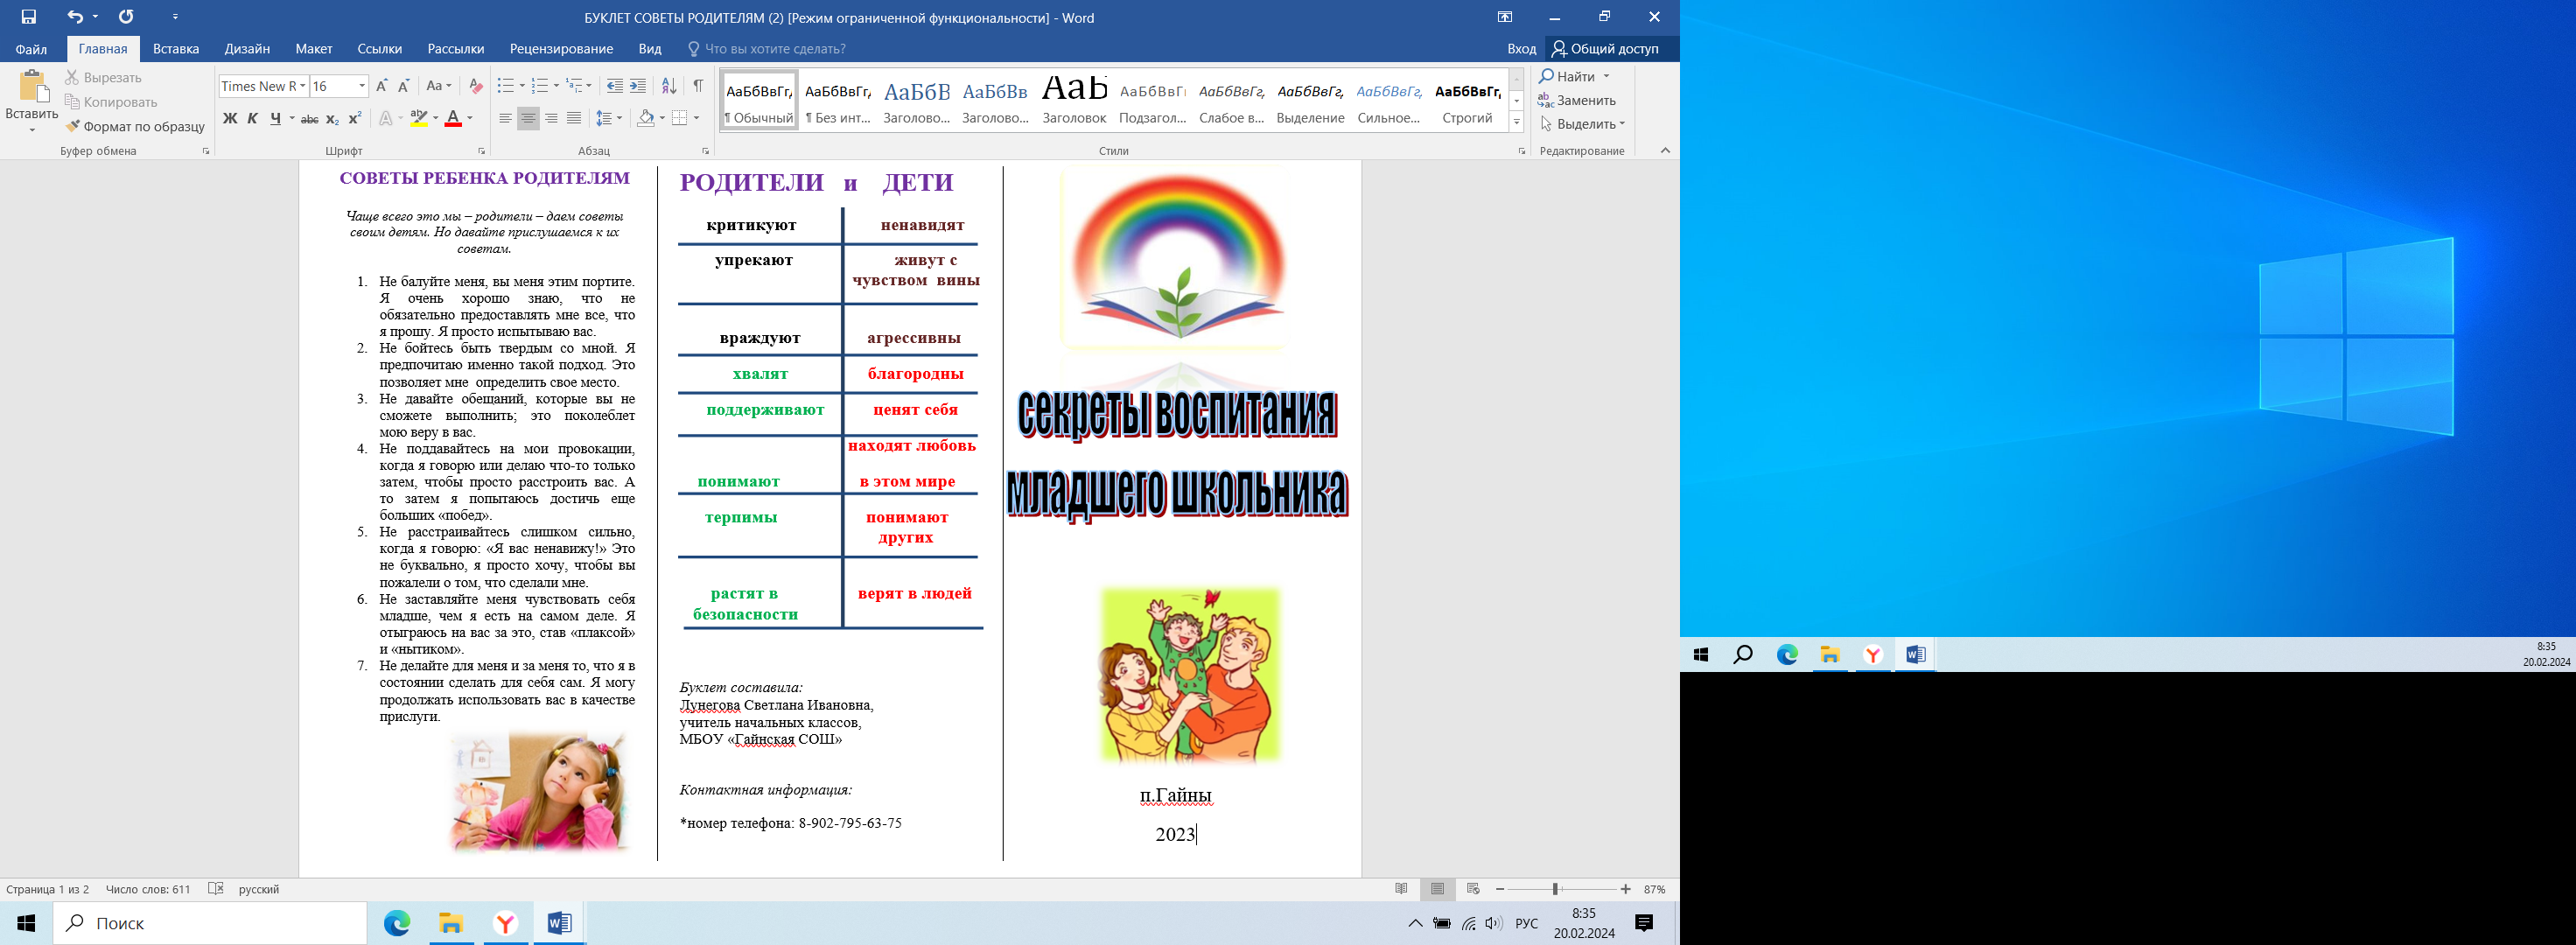 БУКЛЕТ СОВЕТЫ РОДИТЕЛЯМ (2) [Режим ограниченной функциональности] - Word
Файл Главная Вставка Дизайн Макет Ссылки Рассылки Рецензирование Вид Что вы хотите сделать? Вход Общий доступ
Вставить
Вырезать
Копировать
Формат по образцу
Буфер обмена
Times New R 16
Ж К Ч abc x₂ x²
Шрифт
Абзац
АаБбВвГг, АаБбВвГг, АаБбВ АаБбВв АаБ АаБбВвГг АаБбВвГг, АаБбВвГг, АаБбВвГг, АаБбВвГг,
¶ Обычный ¶ Без инт... Заголово... Заголово... Заголовок Подзагол... Слабое в... Выделение Сильное... Строгий
Стили
Найти
Заменить
Выделить
Редактирование
СОВЕТЫ РЕБЕНКА РОДИТЕЛЯМ
Чаще всего это мы – родители – даем советы
своим детям. Но давайте прислушаемся к их
советам.
1. Не балуйте меня, вы меня этим портите.
Я очень хорошо знаю, что не
обязательно предоставлять мне все, что
я прошу. Я просто испытываю вас.
2. Не бойтесь быть твердым со мной. Я
предпочитаю именно такой подход. Это
позволяет мне определить свое место.
3. Не давайте обещаний, которые вы не
сможете выполнить; это поколеблет
мою веру в вас.
4. Не поддавайтесь на мои провокации,
когда я говорю или делаю что-то только
затем, чтобы просто расстроить вас. А
то затем я попытаюсь достичь еще
больших «побед».
5. Не расстраивайтесь слишком сильно,
когда я говорю: «Я вас ненавижу!» Это
не буквально, я просто хочу, чтобы вы
пожалели о том, что сделали мне.
6. Не заставляйте меня чувствовать себя
младше, чем я есть на самом деле. Я
отыграюсь на вас за это, став «плаксой»
и «нытиком».
7. Не делайте для меня и за меня то, что я в
состоянии сделать для себя сам. Я могу
продолжать использовать вас в качестве
прислуги.
РОДИТЕЛИ и ДЕТИ
критикуют ненавидят
упрекают живут с
чувством вины
враждуют агрессивны
хвалят благородны
поддерживают ценят себя
находят любовь
понимают в этом мире
терпимы понимают
других
растят в верят в людей
безопасности
Буклет составила:
Лунегова Светлана Ивановна,
учитель начальных классов,
МБОУ «Гайнская СОШ»
Контактная информация:
*номер телефона: 8-902-795-63-75
секреты воспитания
младшего школьника
п.Гайны
2023
Страница 1 из 2 Число слов: 611 русский 87%
Поиск
РУС
8:35
20.02.2024
8:35
20.02.2024